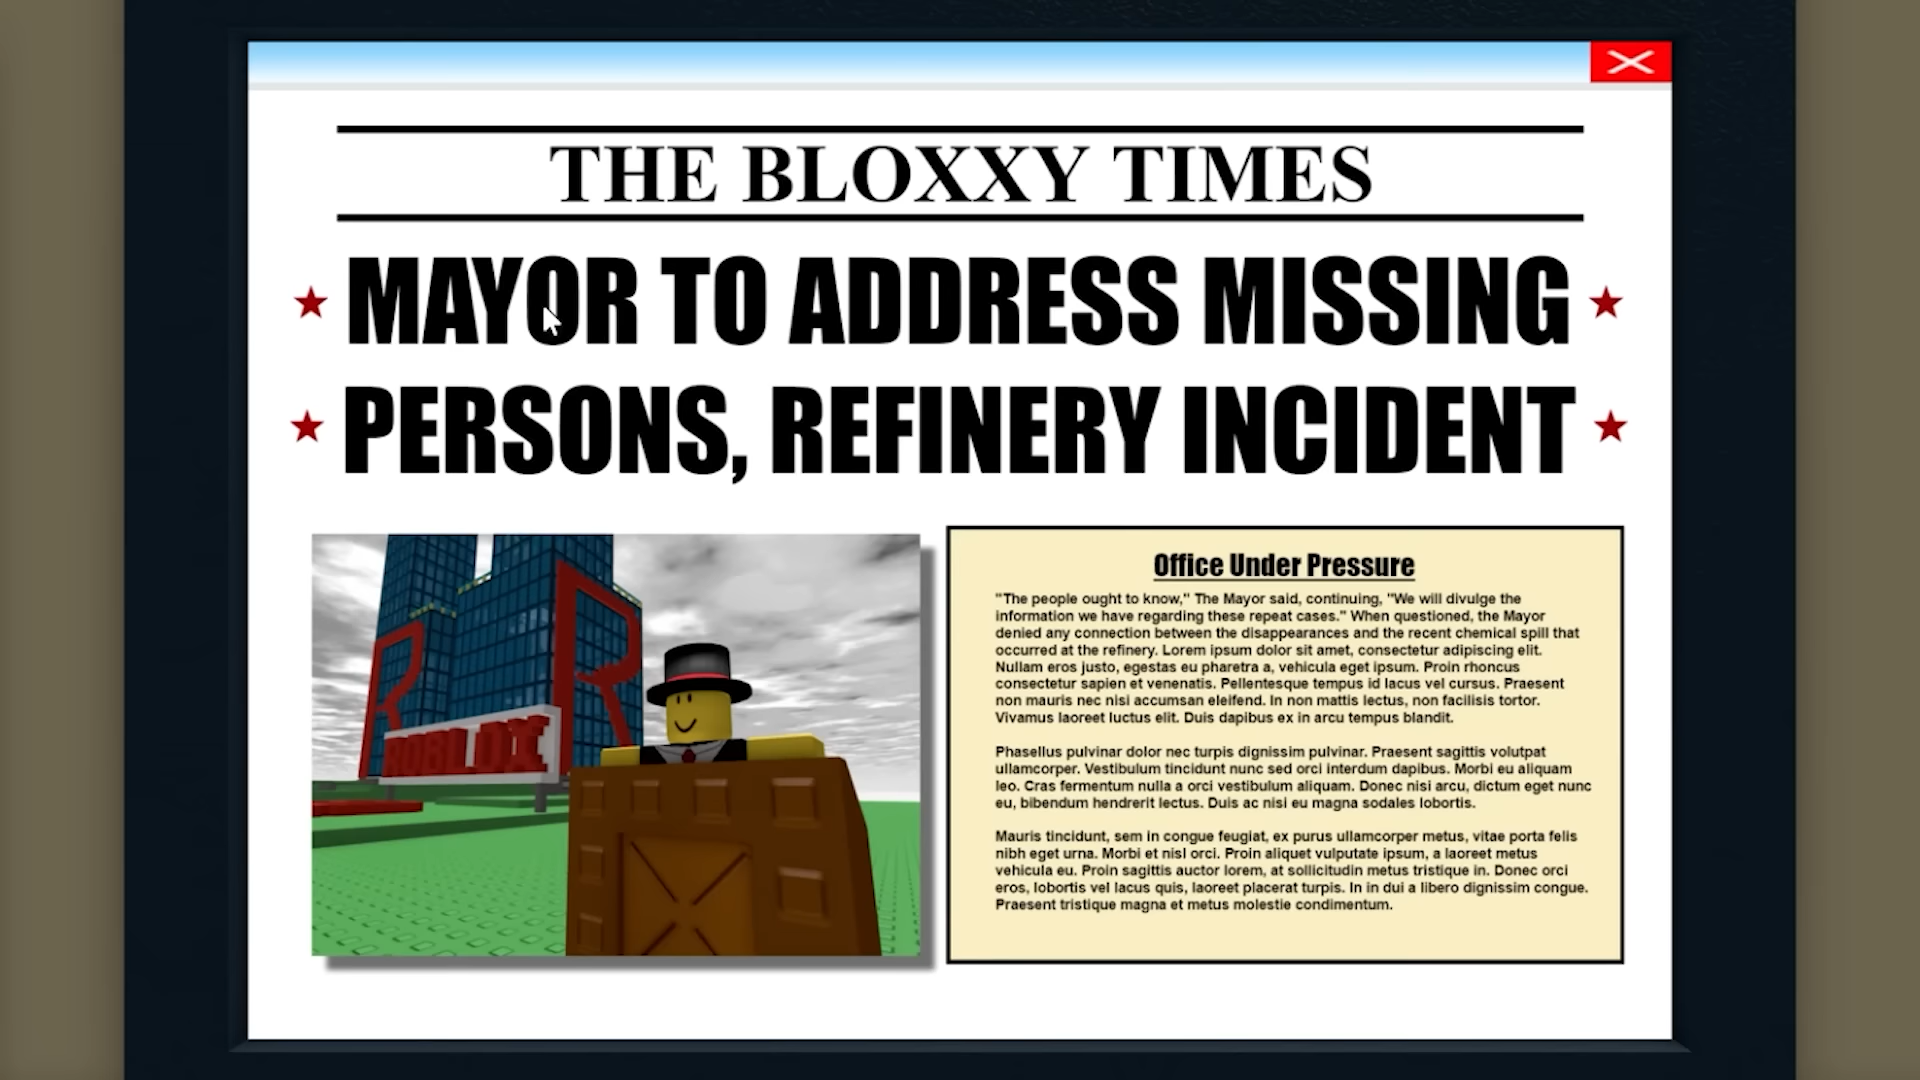 THE BLOXXY TIMES
MAYOR TO ADDRESS MISSING
PERSONS, REFINERY INCIDENT
R
R
ROBLOX
Office Under Pressure
"The people ought to know," The Mayor said, continuing, "We will divulge the
information we have regarding these repeat cases." When questioned, the Mayor
denied any connection between the disappearances and the recent chemical spill that
occurred at the refinery. Lorem ipsum dolor sit amet, consectetur adipiscing elit.
Nullam eros justo, egestas eu pharetra a, vehicula eget ipsum. Proin rhoncus
consectetur sapien et venenatis. Pellentesque tempus id lacus vel cursus. Praesent
non mauris nec nisi accumsan eleifend. In non mattis lectus, non facilisis tortor.
Vivamus laoreet luctus elit. Duis dapibus ex in arcu tempus blandit.
Phasellus pulvinar dolor nec turpis dignissim pulvinar. Praesent sagittis volutpat
ullamcorper. Vestibulum tincidunt nunc sed orci interdum dapibus. Morbi eu aliquam
leo. Cras fermentum nulla a orci vestibulum aliquam. Donec nisi arcu, dictum eget nunc
eu, bibendum hendrerit lectus. Duis ac nisi eu magna sodales lobortis.
Mauris tincidunt, sem in congue feugiat, ex purus ullamcorper metus, vitae porta felis
nibh eget urna. Morbi et nisl orci. Proin aliquet vulputate ipsum, a laoreet metus
vehicula eu. Proin sagittis auctor lorem, at sollicitudin metus tristique in. Donec orci
eros, lobortis vel lacus quis, laoreet placerat turpis. In in dui a libero dignissim congue.
Praesent tristique magna et metus molestie condimentum.